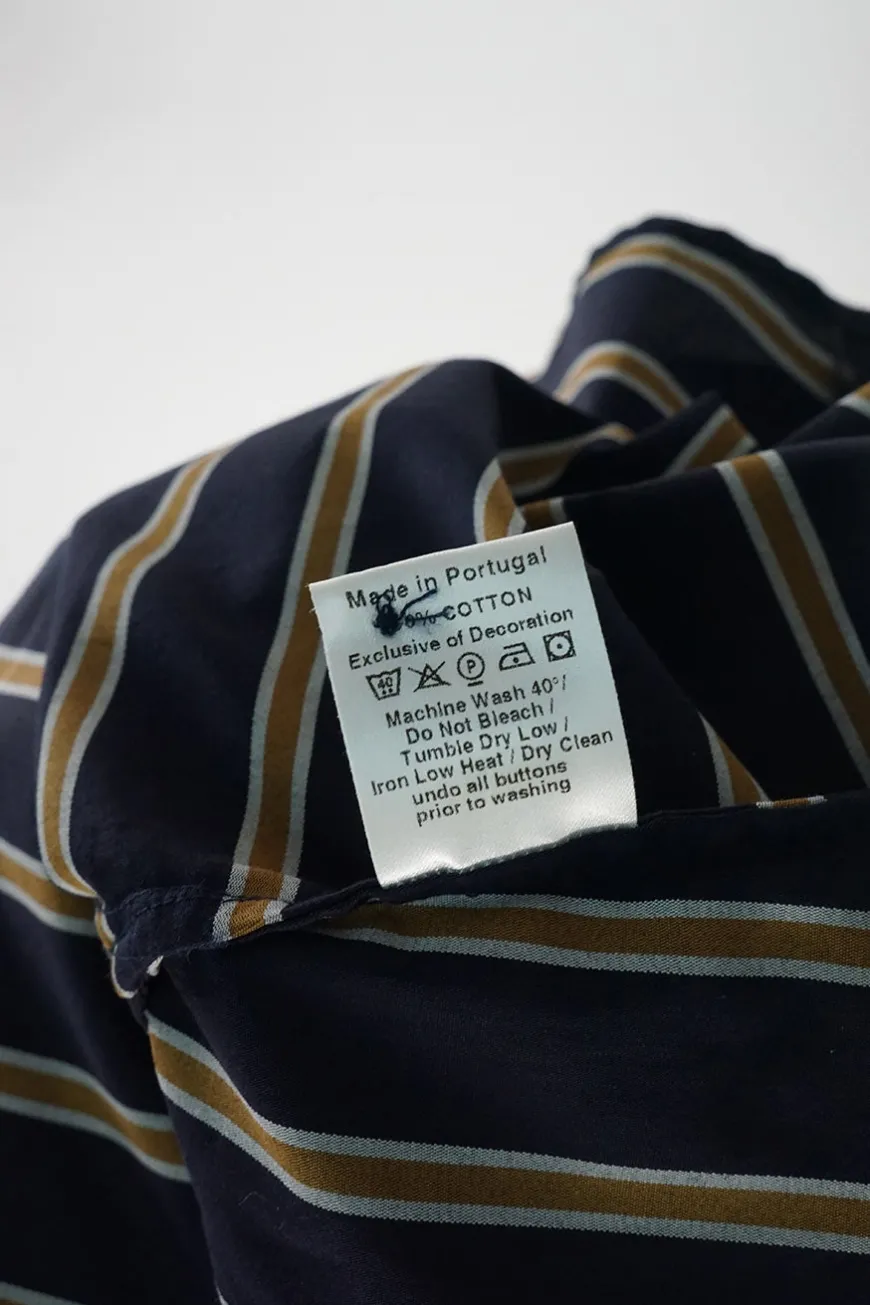 Made in Portugal
0% COTTON
Exclusive of Decoration
40 P
Machine Wash 40°/
Do Not Bleach /
Tumble Dry Low /
Iron Low Heat / Dry Clean
undo all buttons
prior to washing